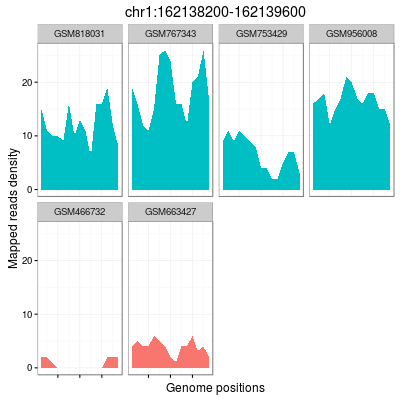 chr1:162138200-162139600
GSM818031 GSM767343 GSM753429 GSM956008
20
10
0
GSM466732 GSM663427
20
10
0
Mapped reads density
Genome positions